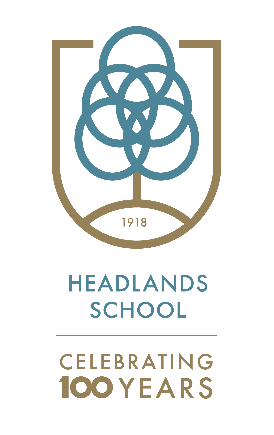 1918
HEADLANDS
SCHOOL
CELEBRATING
100 YEARS